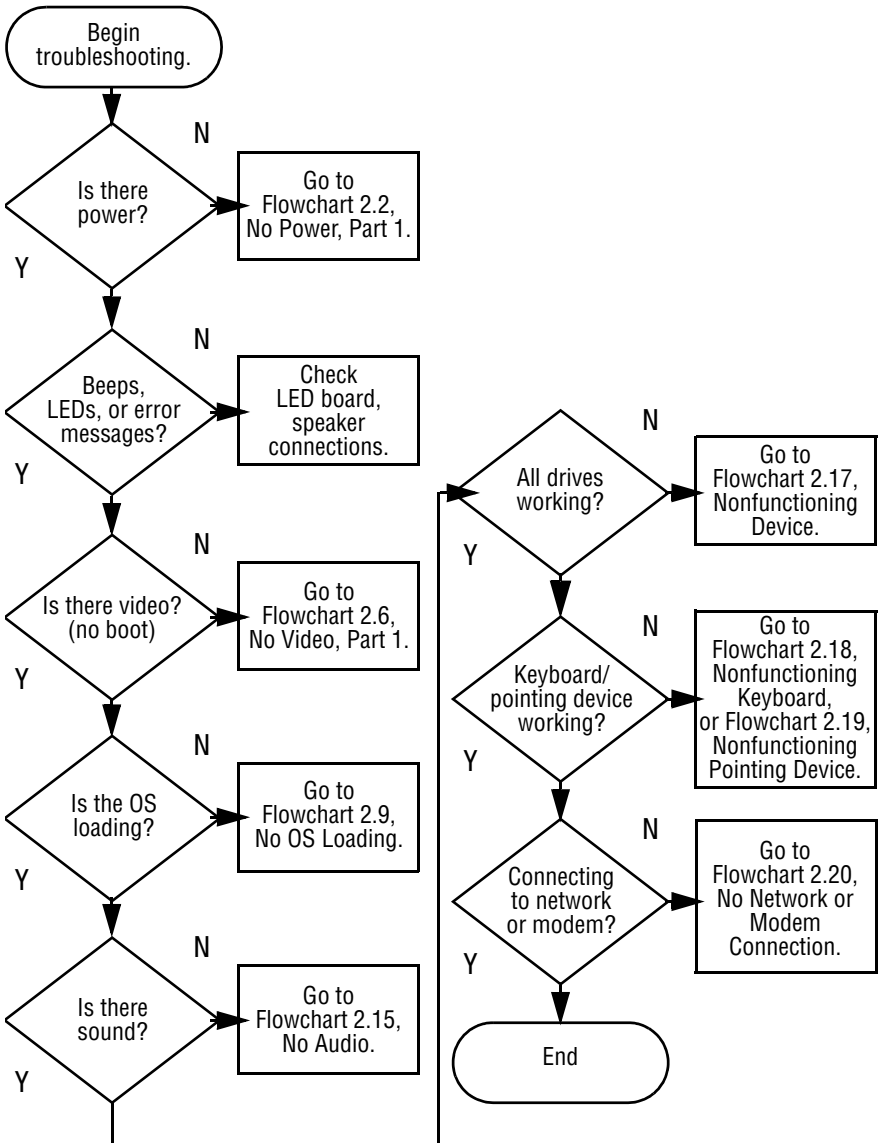 Begin
troubleshooting.
N
Is there
power?
Go to
Flowchart 2.2,
No Power, Part 1.
Y
N
Beeps,
LEDs, or error
messages?
Check
LED board,
speaker
connections.
Y
N
Is there video?
(no boot)
Go to
Flowchart 2.6,
No Video, Part 1.
Y
N
Is the OS
loading?
Go to
Flowchart 2.9,
No OS Loading.
Y
N
Is there
sound?
Go to
Flowchart 2.15,
No Audio.
Y
N
All drives
working?
Go to
Flowchart 2.17,
Nonfunctioning
Device.
Y
N
Keyboard/
pointing device
working?
Go to
Flowchart 2.18,
Nonfunctioning
Keyboard,
or Flowchart 2.19,
Nonfunctioning
Pointing Device.
Y
N
Connecting
to network
or modem?
Go to
Flowchart 2.20,
No Network or
Modem
Connection.
Y
End